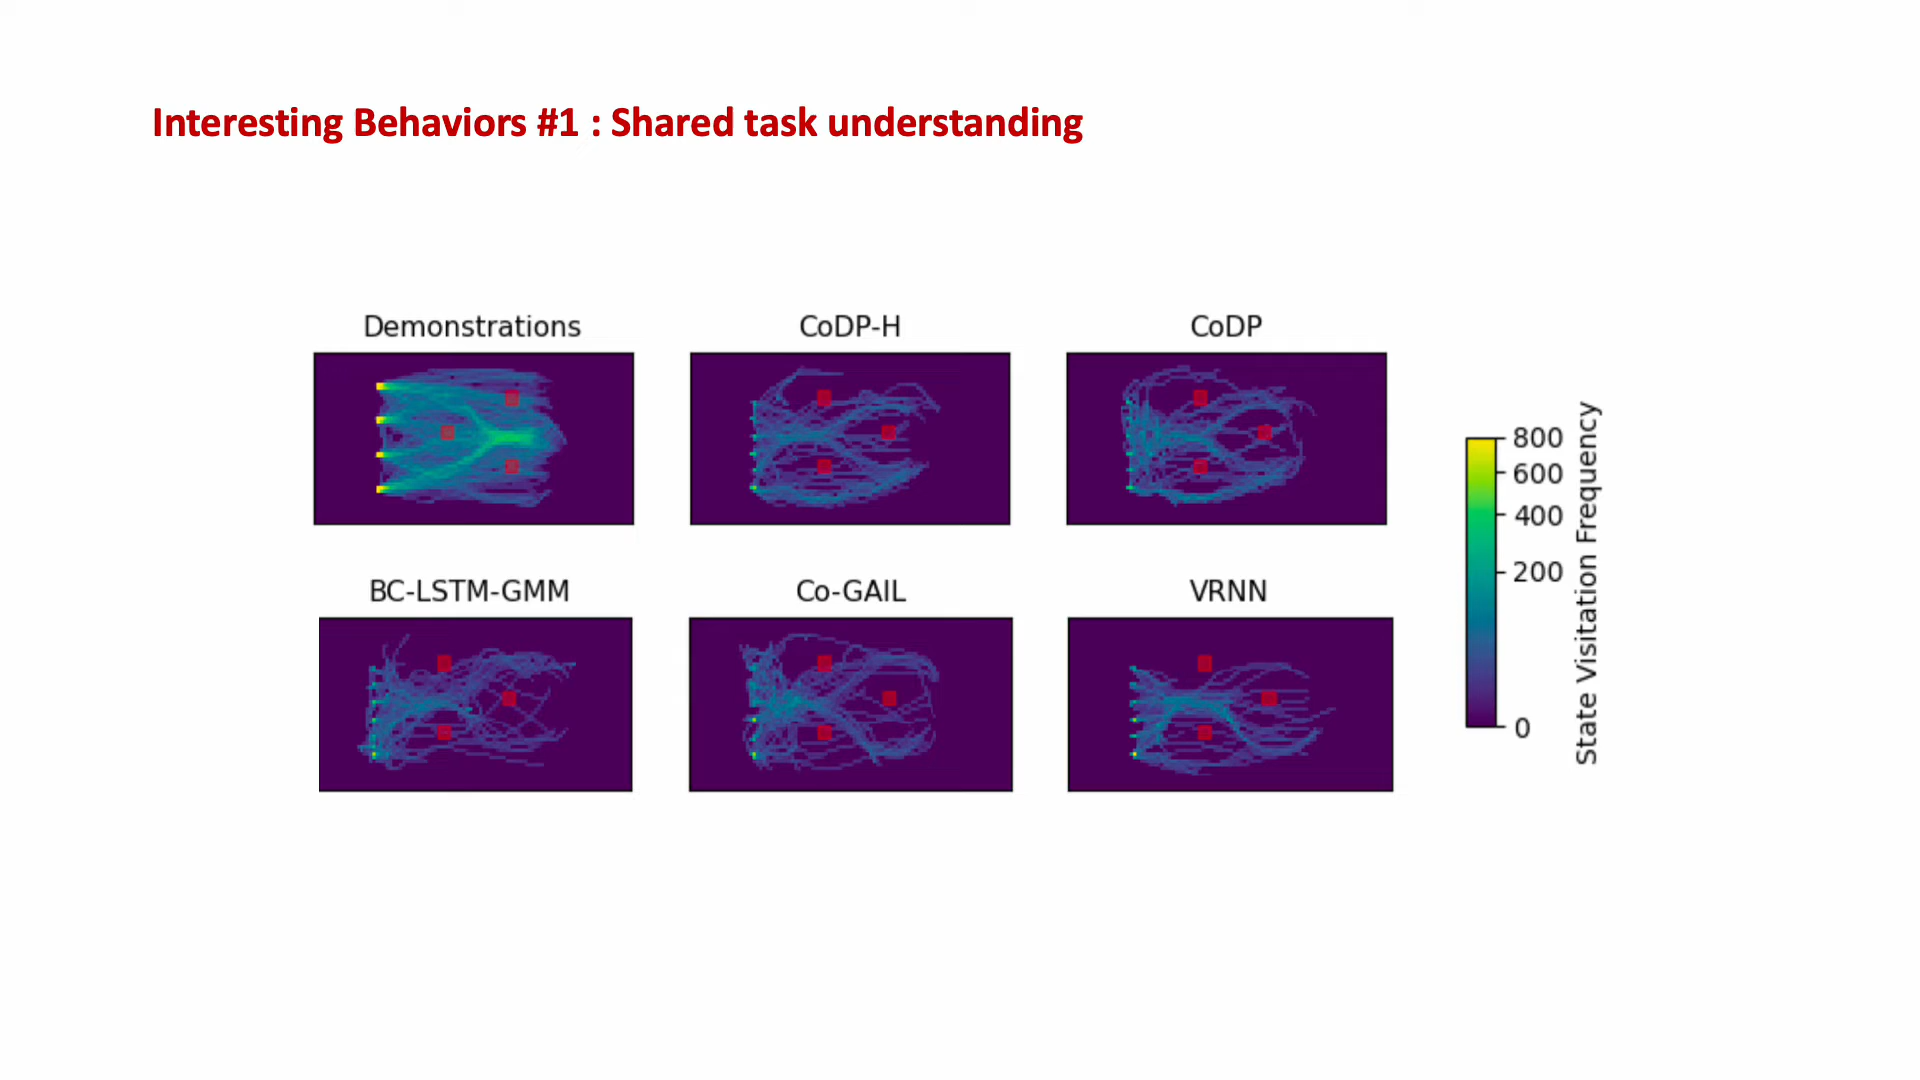 Interesting Behaviors #1 : Shared task understanding
Demonstrations
CoDP-H
CoDP
BC-LSTM-GMM
Co-GAIL
VRNN
800
600
400
200
0
State Visitation Frequency